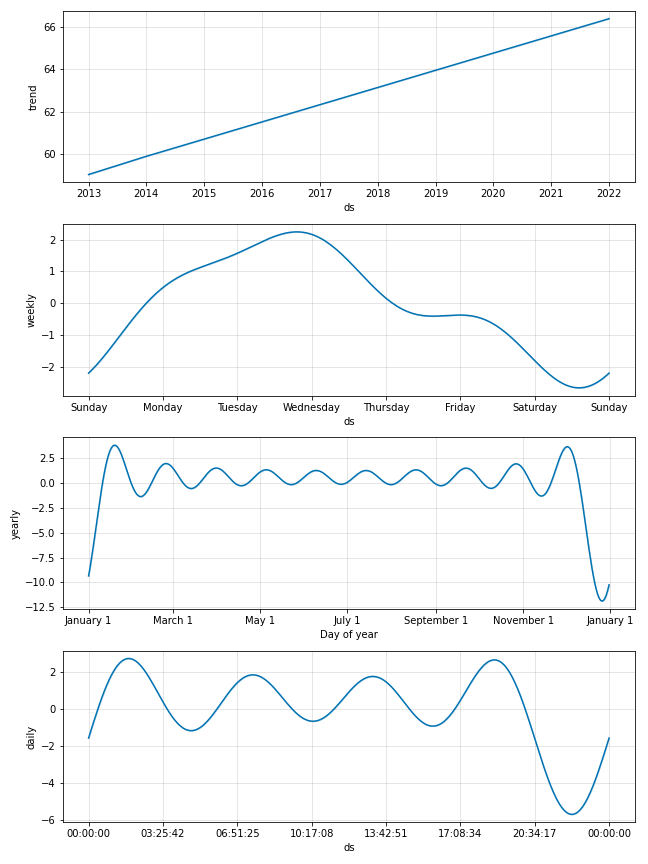 66
64
62
60
trend
2013 2014 2015 2016 2017 2018 2019 2020 2021 2022
ds
2
1
0
−1
−2
weekly
Sunday Monday Tuesday Wednesday Thursday Friday Saturday Sunday
ds
2.5
0.0
−2.5
−5.0
−7.5
−10.0
−12.5
yearly
January 1 March 1 May 1 July 1 September 1 November 1 January 1
Day of year
2
0
−2
−4
−6
daily
00:00:00 03:25:42 06:51:25 10:17:08 13:42:51 17:08:34 20:34:17 00:00:00
ds